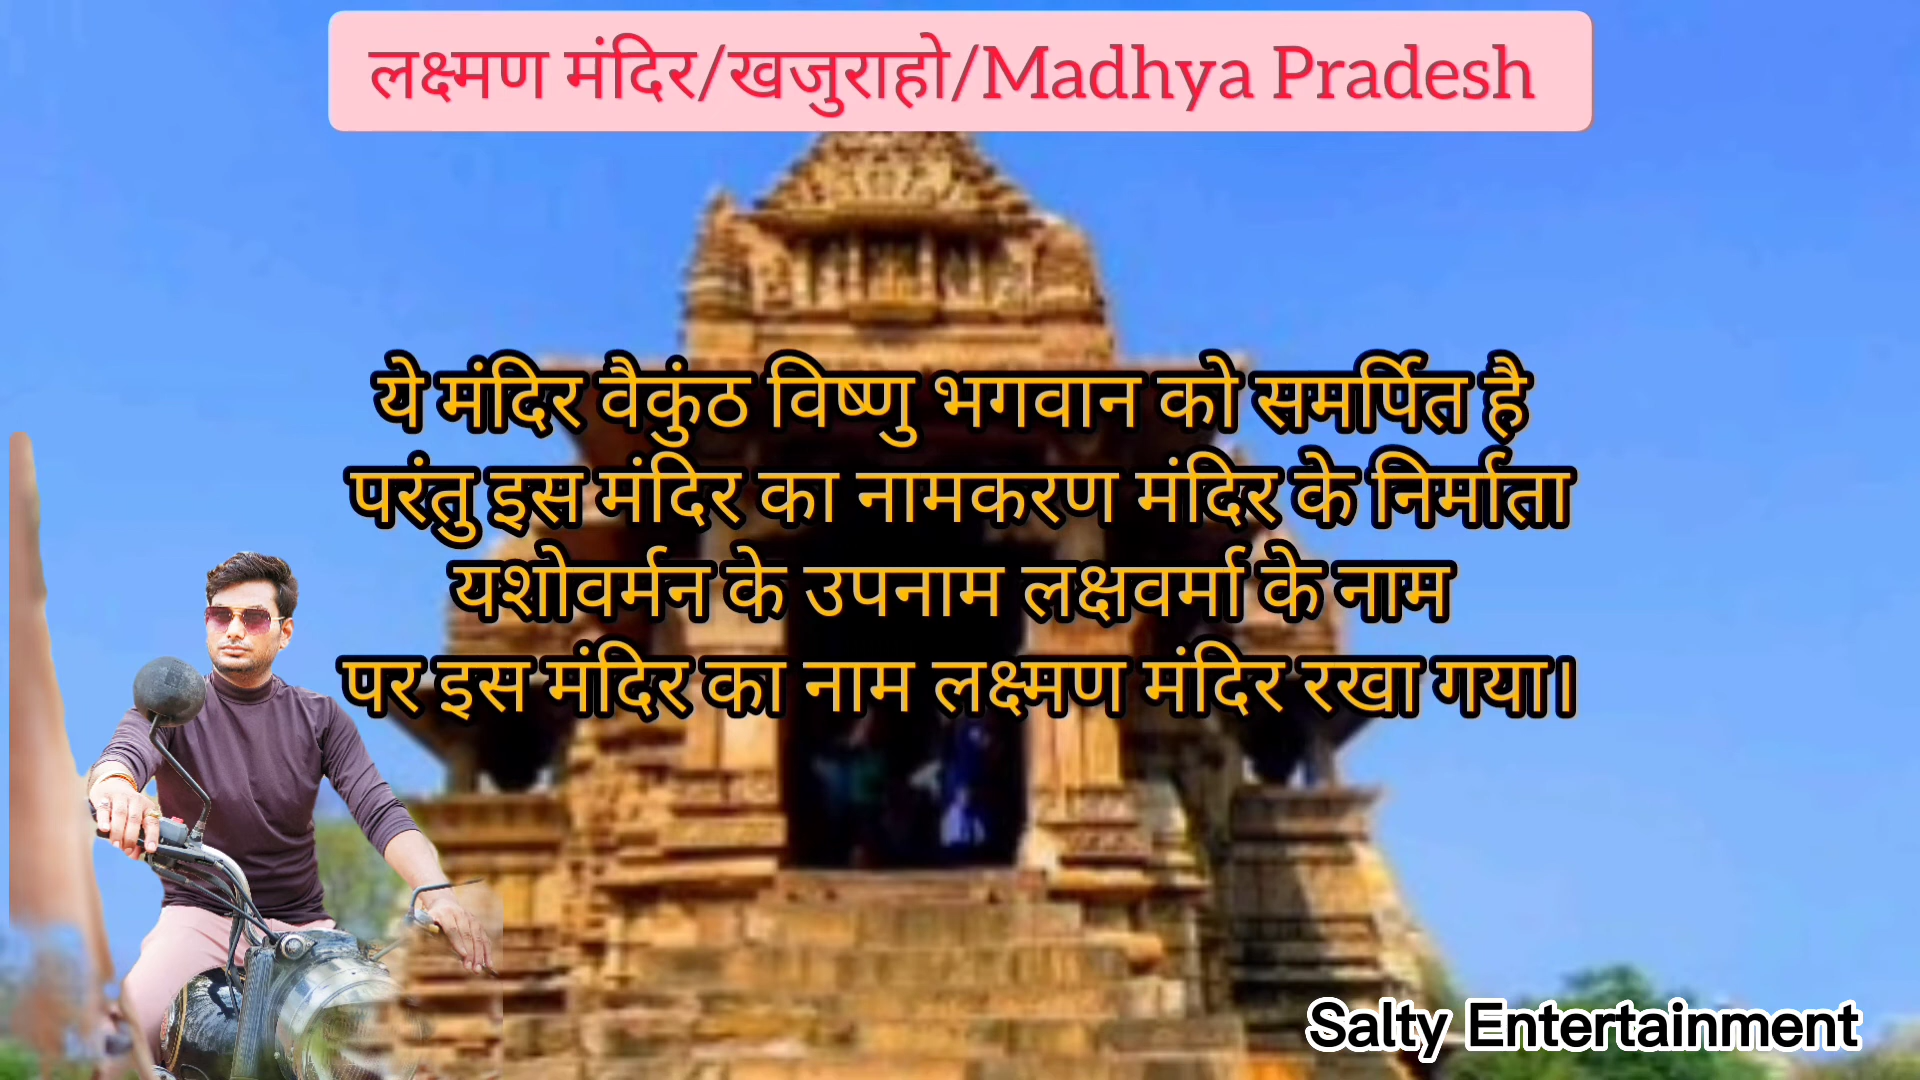 लक्ष्मण मंदिर/खजुराहो/Madhya Pradesh
ये मंदिर वैकुंठ विष्णु भगवान को समर्पित है
परंतु इस मंदिर का नामकरण मंदिर के निर्माता
यशोवर्मन के उपनाम लक्षवर्मा के नाम
पर इस मंदिर का नाम लक्ष्मण मंदिर रखा गया।
Salty Entertainment